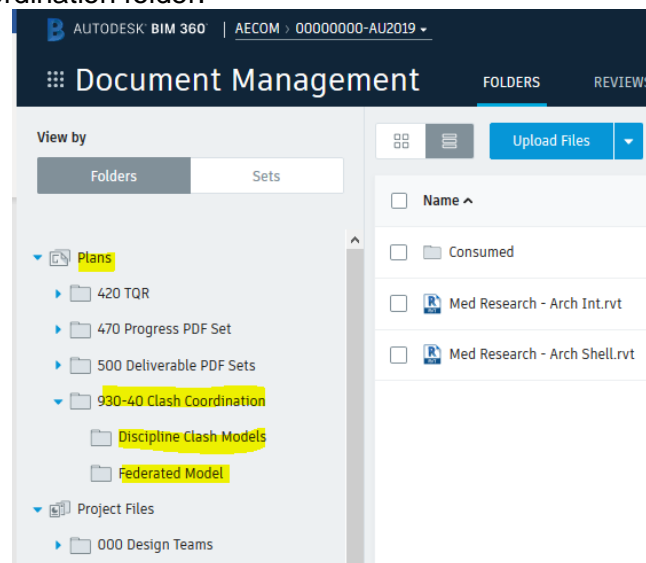 ordination folder.
AUTODESK® BIM 360® | AECOM > 00000000-AU2019
Document Management
FOLDERS
REVIEWS
View by
Folders
Sets
Upload Files
Name
Plans
420 TQR
470 Progress PDF Set
500 Deliverable PDF Sets
930-40 Clash Coordination
Discipline Clash Models
Federated Model
Project Files
000 Design Teams
Consumed
Med Research - Arch Int.rvt
Med Research - Arch Shell.rvt